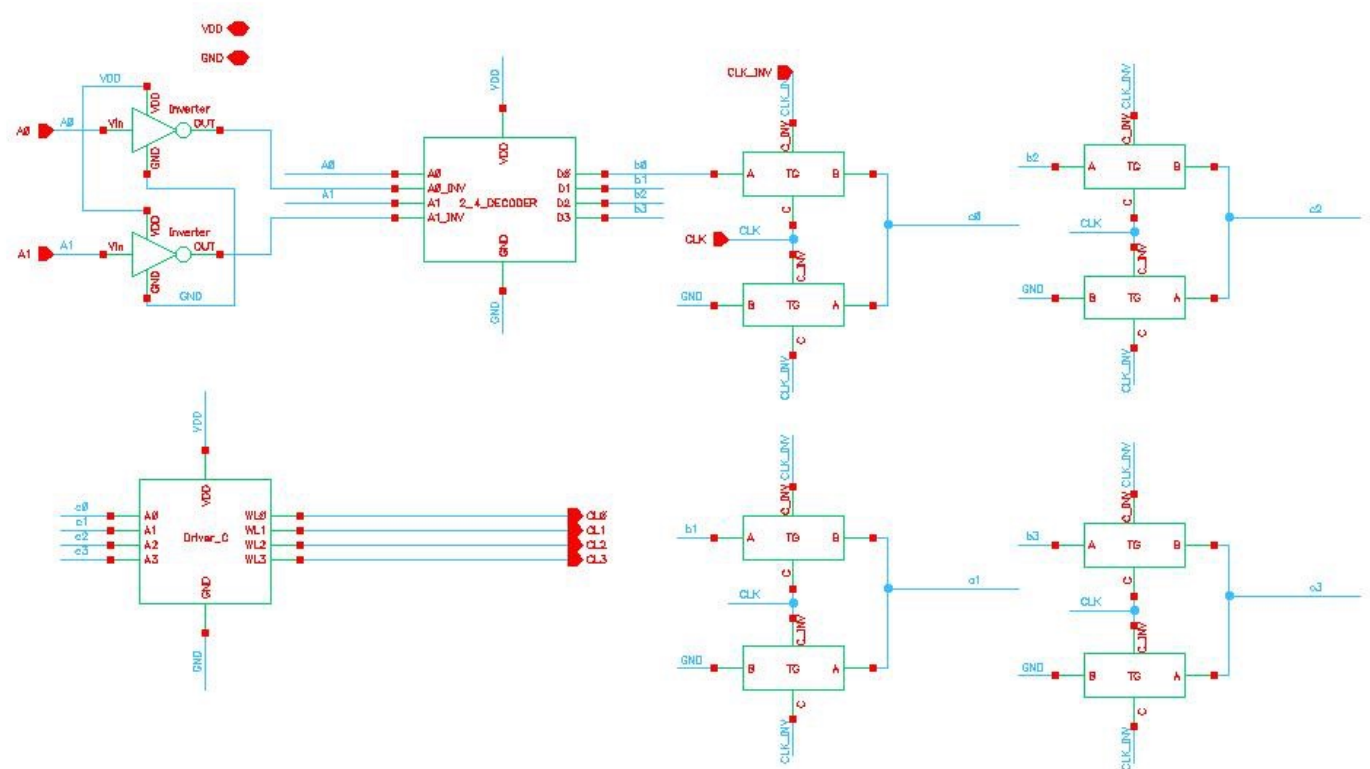 VDD
GND
VDD
VDD
Inverter
A0
A0
Vin
OUT
GND
VDD
Inverter
A1
A1
Vin
OUT
GND
GND
VDD
VDD
A0
A1
A0
A0_INV
A1
A1_INV
2_4_DECODER
D0
D1
D2
D3
b0
b1
b2
b3
GND
GND
CLK_INV
CLK_INV
C_INV
A
TG
B
C
CLK
CLK
c0
C_INV
GND
B
TG
A
C
CLK_INV
CLK_INV
C_INV
b2
A
TG
B
C
CLK
c2
C_INV
GND
B
TG
A
C
CLK_INV
VDD
VDD
c0
c1
c2
c3
A0
A1
A2
A3
Driver_C
WL0
WL1
WL2
WL3
CL0
CL1
CL2
CL3
GND
GND
CLK_INV
C_INV
b1
A
TG
B
C
CLK
c1
C_INV
GND
B
TG
A
C
CLK_INV
CLK_INV
C_INV
b3
A
TG
B
C
CLK
c3
C_INV
GND
B
TG
A
C
CLK_INV